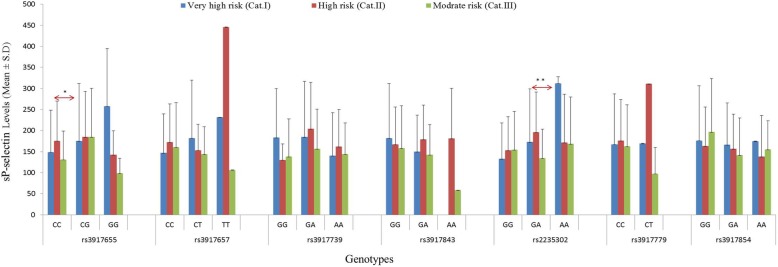 Very high risk (Cat.I) High risk (Cat.II) Modrate risk (Cat.III)
sP-selectin Levels (Mean ± S.D)
500
450
400
350
300
250
200
150
100
50
0
*
**
CC CG GG CC CT TT GG GA AA GG GA AA GG GA AA CC CT GG GA AA
rs3917655 rs3917657 rs3917739 rs3917843 rs2235302 rs3917779 rs3917854
Genotypes